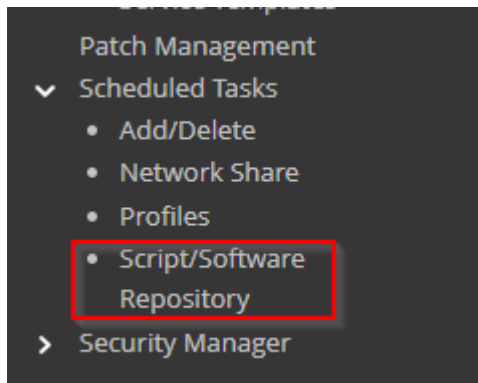 Patch Management
Scheduled Tasks
Add/Delete
Network Share
Profiles
Script/Software
Repository
Security Manager